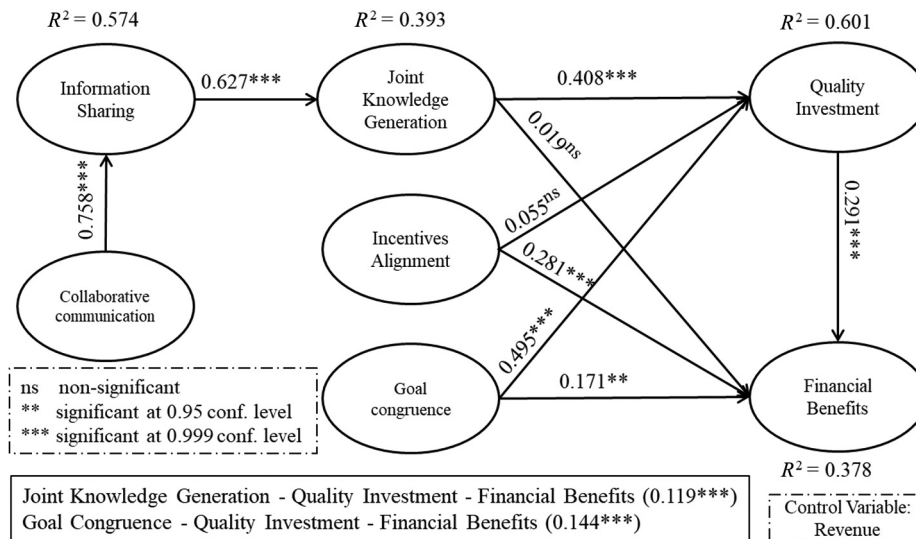 R² = 0.574
R² = 0.393
R² = 0.601
Information
Sharing
0.627***
Joint
Knowledge
Generation
0.408***
Quality
Investment
0.019ns
0.758***
0.055ns
0.291***
Incentives
Alignment
0.281***
Collaborative
communication
0.495***
Goal
congruence
0.171**
Financial
Benefits
ns non-significant
** significant at 0.95 conf. level
*** significant at 0.999 conf. level
R² = 0.378
Joint Knowledge Generation - Quality Investment - Financial Benefits (0.119***)
Goal Congruence - Quality Investment - Financial Benefits (0.144***)
Control Variable:
Revenue